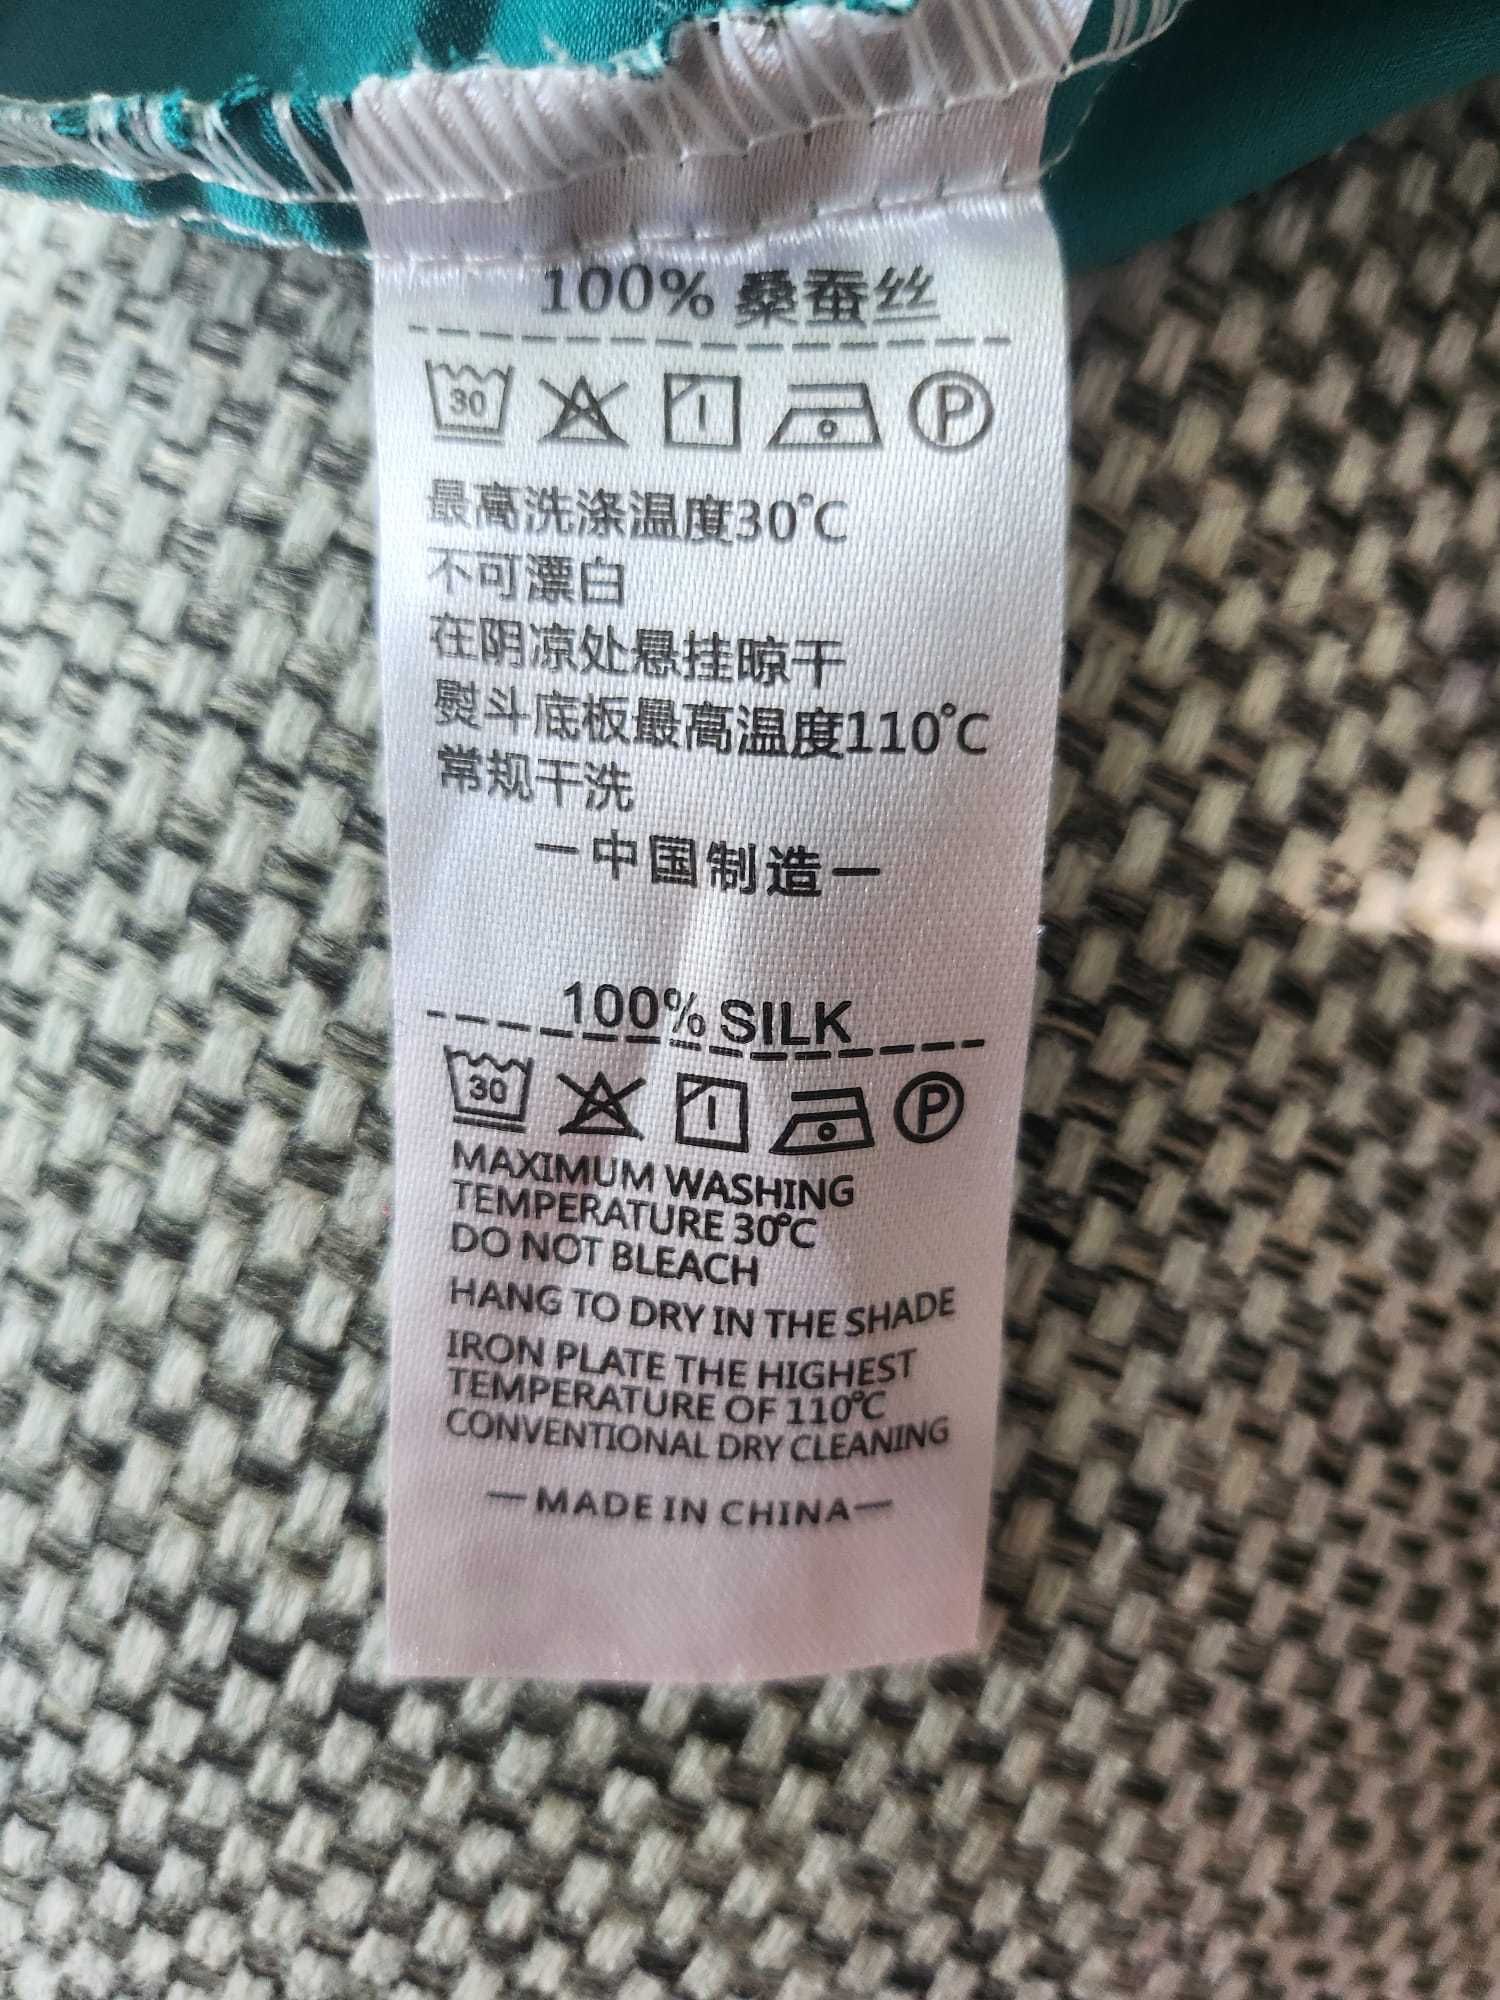 100% 桑蚕丝
30 P
最高洗涤温度30℃
不可漂白
在阴凉处悬挂晾干
熨斗底板最高温度110℃
常规干洗
—中国制造—
100% SILK
30 P
MAXIMUM WASHING
TEMPERATURE 30℃
DO NOT BLEACH
HANG TO DRY IN THE SHADE
IRON PLATE THE HIGHEST
TEMPERATURE OF 110℃
CONVENTIONAL DRY CLEANING
—MADE IN CHINA—